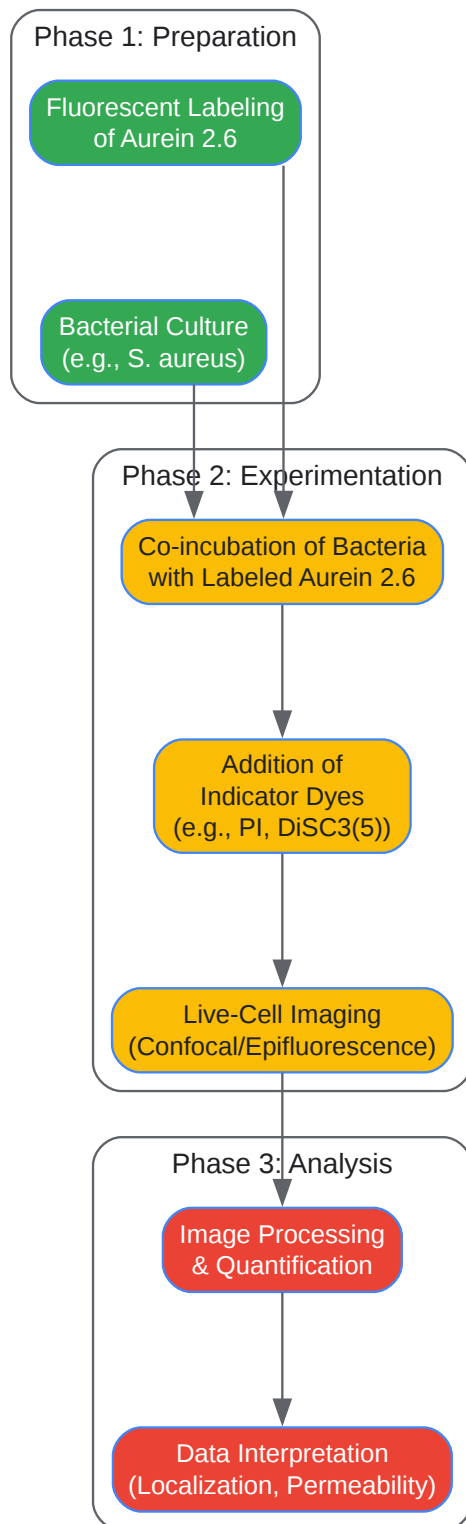 Phase 1: Preparation
Fluorescent Labeling
of Aurein 2.6
Bacterial Culture
(e.g., S. aureus)
Phase 2: Experimentation
Co-incubation of Bacteria
with Labeled Aurein 2.6
Addition of
Indicator Dyes
(e.g., PI, DiSC3(5))
Live-Cell Imaging
(Confocal/Epifluorescence)
Phase 3: Analysis
Image Processing
& Quantification
Data Interpretation
(Localization, Permeability)